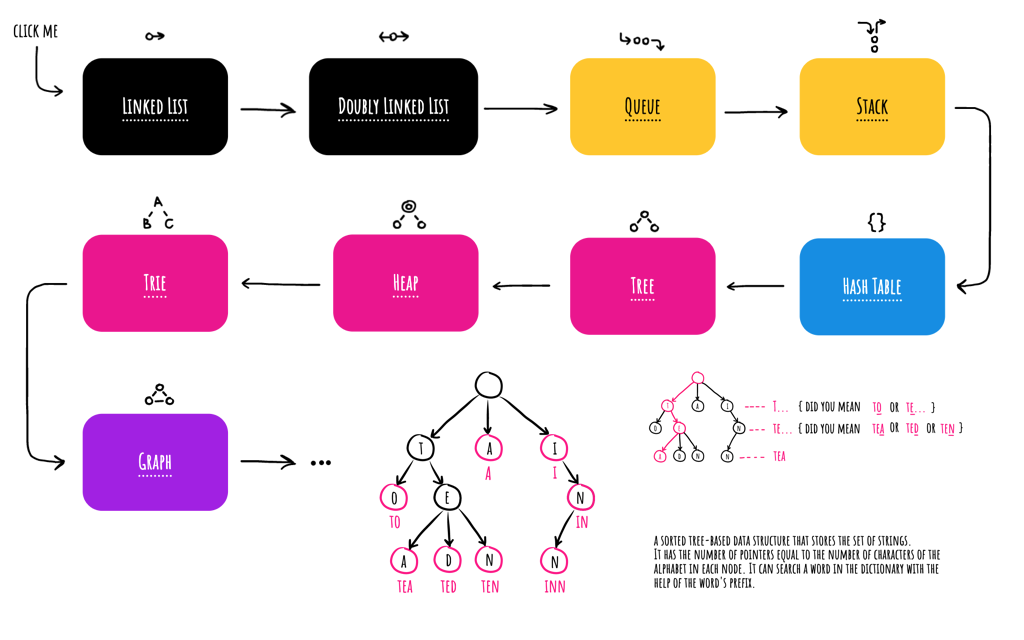 CLICK ME
LINKED LIST
DOUBLY LINKED LIST
QUEUE
STACK
{}
HASH TABLE
TREE
HEAP
A
B C
TRIE
GRAPH
...
T A I
A I
O E N
TO IN
A D N N
TEA TED TEN INN
T A I ---- T... { DID YOU MEAN TO OR TE... }
O E N ---- TE... { DID YOU MEAN TEA OR TED OR TEN }
A D N N ---- TEA
A SORTED TREE-BASED DATA STRUCTURE THAT STORES THE SET OF STRINGS.
IT HAS THE NUMBER OF POINTERS EQUAL TO THE NUMBER OF CHARACTERS OF THE
ALPHABET IN EACH NODE. IT CAN SEARCH A WORD IN THE DICTIONARY WITH THE
HELP OF THE WORD'S PREFIX.